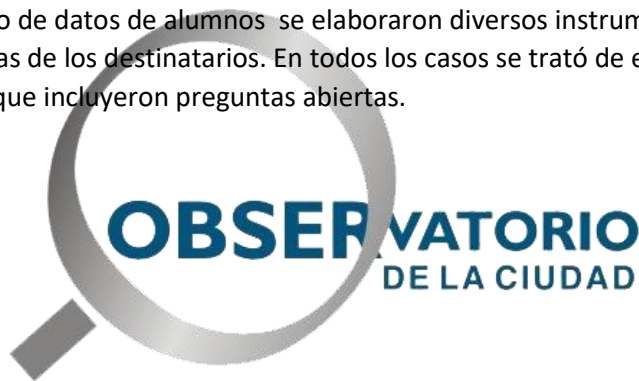 o de datos de alumnos se elaboraron diversos instrum
as de los destinatarios. En todos los casos se trató de e
que incluyeron preguntas abiertas.
OBSERVATORIO
DE LA CIUDAD